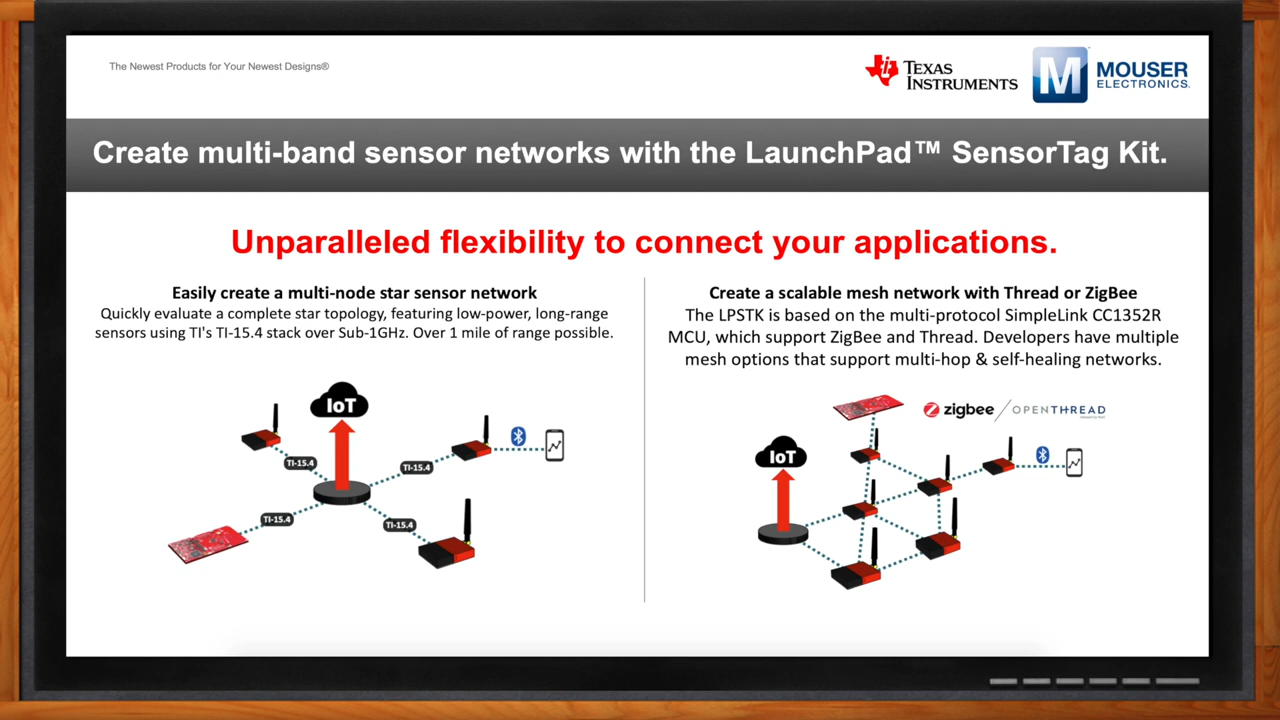 The Newest Products for Your Newest Designs®
TEXAS
INSTRUMENTS
M
MOUSER
ELECTRONICS.
Create multi-band sensor networks with the LaunchPad™ SensorTag Kit.
Unparalleled flexibility to connect your applications.
Easily create a multi-node star sensor network
Quickly evaluate a complete star topology, featuring low-power, long-range
sensors using TI's TI-15.4 stack over Sub-1GHz. Over 1 mile of range possible.
IoT
TI-15.4
TI-15.4
TI-15.4
TI-15.4
Create a scalable mesh network with Thread or ZigBee
The LPSTK is based on the multi-protocol SimpleLink CC1352R
MCU, which support ZigBee and Thread. Developers have multiple
mesh options that support multi-hop & self-healing networks.
zigbee
OPENTHREAD
IoT